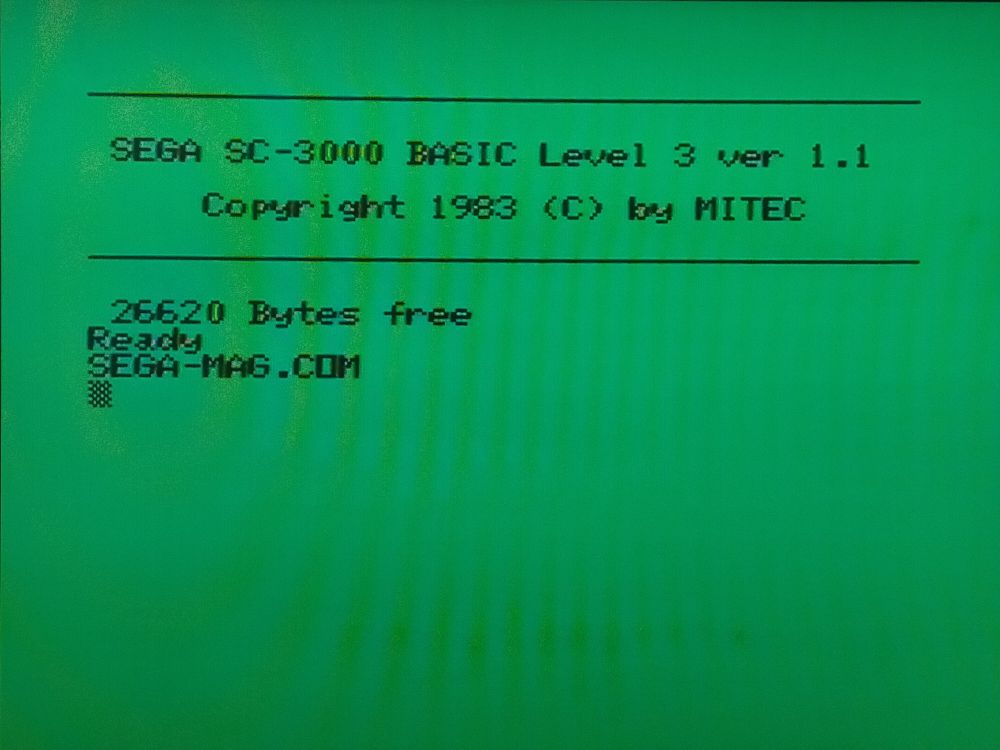 SEGA SC-3000 BASIC Level 3 ver 1.1
Copyright 1983 (C) by MITEC
26620 Bytes free
Ready
SEGA-MAG.COM